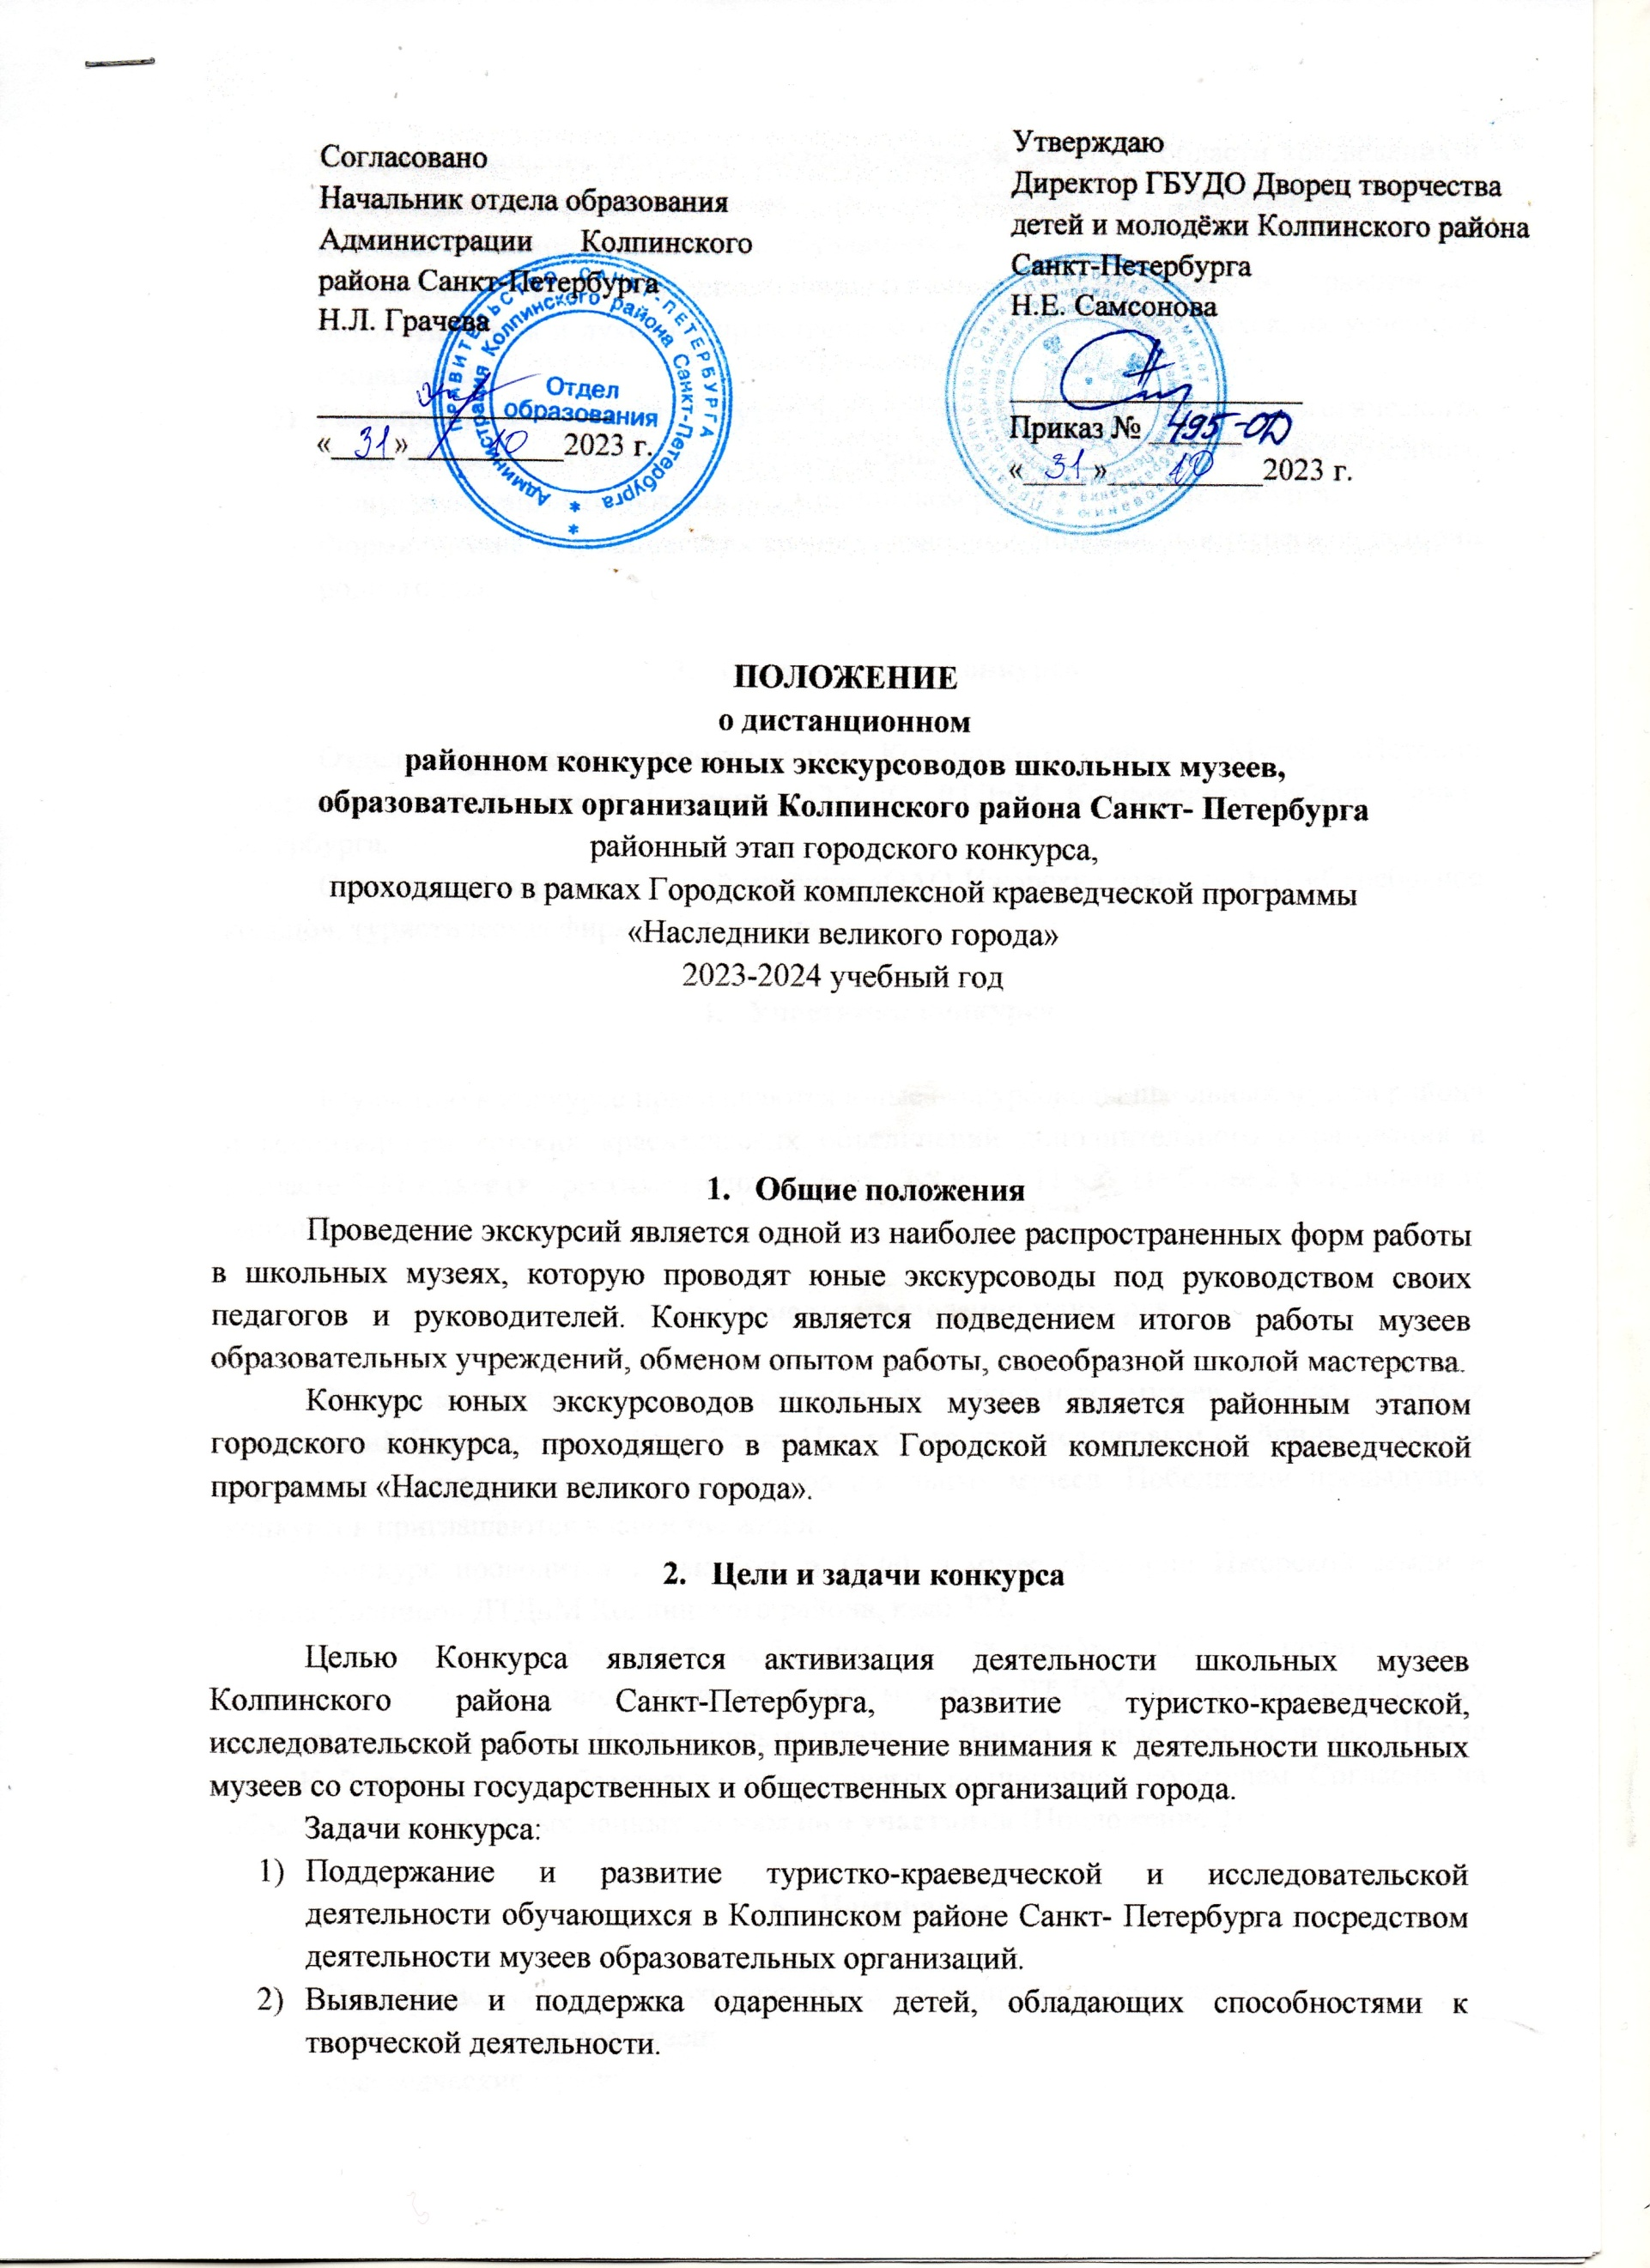 Согласовано
Начальник отдела образования
Администрации Колпинского
района Санкт-Петербурга
Н.Л. Грачева
«31» 10 2023 г.
ПРАВИТЕЛЬСТВО САНКТ-ПЕТЕРБУРГА
Администрация Колпинского района Санкт-Петербурга
Отдел
образования
Утверждаю
Директор ГБУДО Дворец творчества
детей и молодёжи Колпинского района
Санкт-Петербурга
Н.Е. Самсонова
Приказ № 495-ОД
«31» 10 2023 г.
ПОЛОЖЕНИЕ
о дистанционном
районном конкурсе юных экскурсоводов школьных музеев,
образовательных организаций Колпинского района Санкт- Петербурга
районный этап городского конкурса,
проходящего в рамках Городской комплексной краеведческой программы
«Наследники великого города»
2023-2024 учебный год
1. Общие положения
Проведение экскурсий является одной из наиболее распространенных форм работы
в школьных музеях, которую проводят юные экскурсоводы под руководством своих
педагогов и руководителей. Конкурс является подведением итогов работы музеев
образовательных учреждений, обменом опытом работы, своеобразной школой мастерства.
Конкурс юных экскурсоводов школьных музеев является районным этапом
городского конкурса, проходящего в рамках Городской комплексной краеведческой
программы «Наследники великого города».
2. Цели и задачи конкурса
Целью Конкурса является активизация деятельности школьных музеев
Колпинского района Санкт-Петербурга, развитие туристко-краеведческой,
исследовательской работы школьников, привлечение внимания к деятельности школьных
музеев со стороны государственных и общественных организаций города.
Задачи конкурса:
1) Поддержание и развитие туристко-краеведческой и исследовательской
деятельности обучающихся в Колпинском районе Санкт- Петербурга посредством
деятельности музеев образовательных организаций.
2) Выявление и поддержка одаренных детей, обладающих способностями к
творческой деятельности.